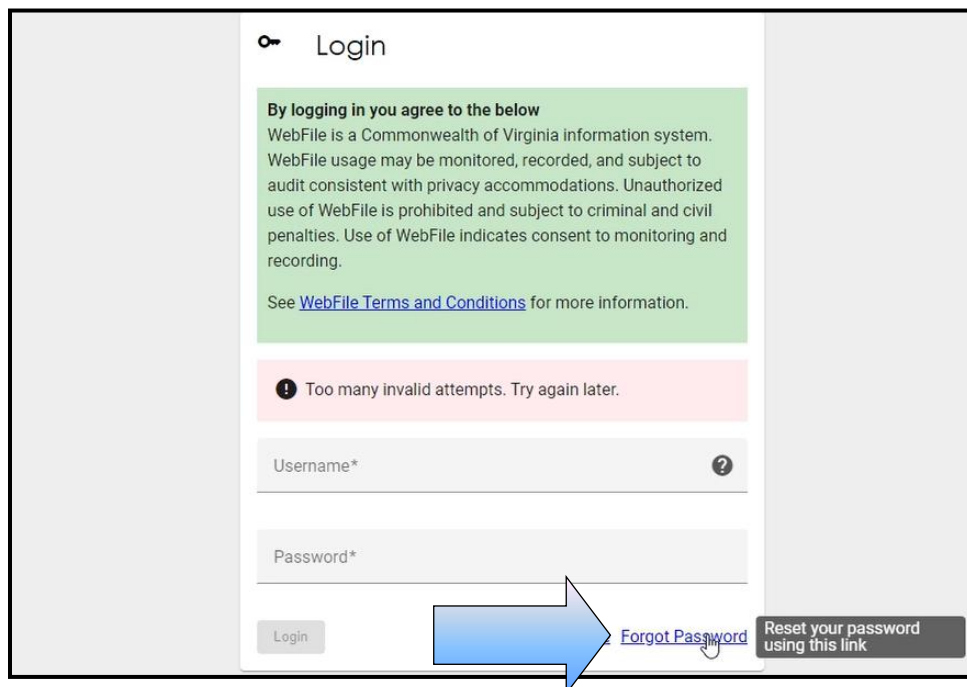 Login
By logging in you agree to the below
WebFile is a Commonwealth of Virginia information system.
WebFile usage may be monitored, recorded, and subject to
audit consistent with privacy accommodations. Unauthorized
use of WebFile is prohibited and subject to criminal and civil
penalties. Use of WebFile indicates consent to monitoring and
recording.
See WebFile Terms and Conditions for more information.
Too many invalid attempts. Try again later.
Username*
Password*
Login
Forgot Password
Reset your password
using this link